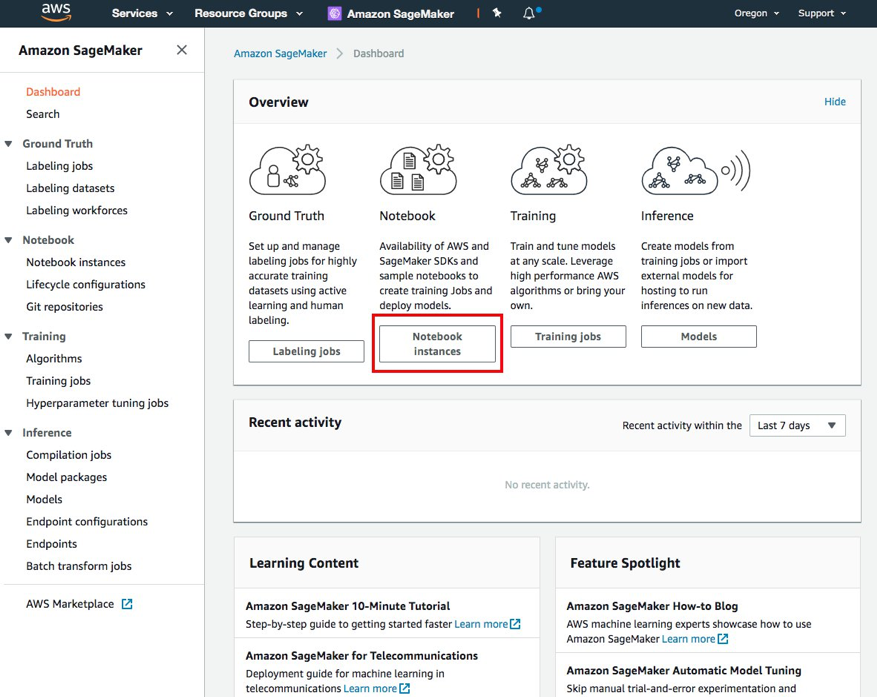 aws
Services
Resource Groups
Amazon SageMaker
Oregon
Support
Amazon SageMaker
Dashboard
Search
Ground Truth
Labeling jobs
Labeling datasets
Labeling workforces
Notebook
Notebook instances
Lifecycle configurations
Git repositories
Training
Algorithms
Training jobs
Hyperparameter tuning jobs
Inference
Compilation jobs
Model packages
Models
Endpoint configurations
Endpoints
Batch transform jobs
AWS Marketplace
Amazon SageMaker
Dashboard
Overview
Hide
Ground Truth
Set up and manage
labeling jobs for highly
accurate training
datasets using active
learning and human
labeling.
Labeling jobs
Notebook
Availability of AWS and
SageMaker SDKs and
sample notebooks to
create training Jobs and
deploy models.
Notebook
instances
Training
Train and tune models
at any scale. Leverage
high performance AWS
algorithms or bring your
own.
Training jobs
Inference
Create models from
training jobs or import
external models for
hosting to run
inferences on new data.
Models
Recent activity
Recent activity within the
Last 7 days
No recent activity.
Learning Content
Amazon SageMaker 10-Minute Tutorial
Step-by-step guide to getting started faster Learn more
Amazon SageMaker for Telecommunications
Deployment guide for machine learning in
telecommunications Learn more
Feature Spotlight
Amazon SageMaker How-to Blog
AWS machine learning experts showcase how to use
Amazon SageMaker Learn more
Amazon SageMaker Automatic Model Tuning
Skip manual trial-and-error experimentation and